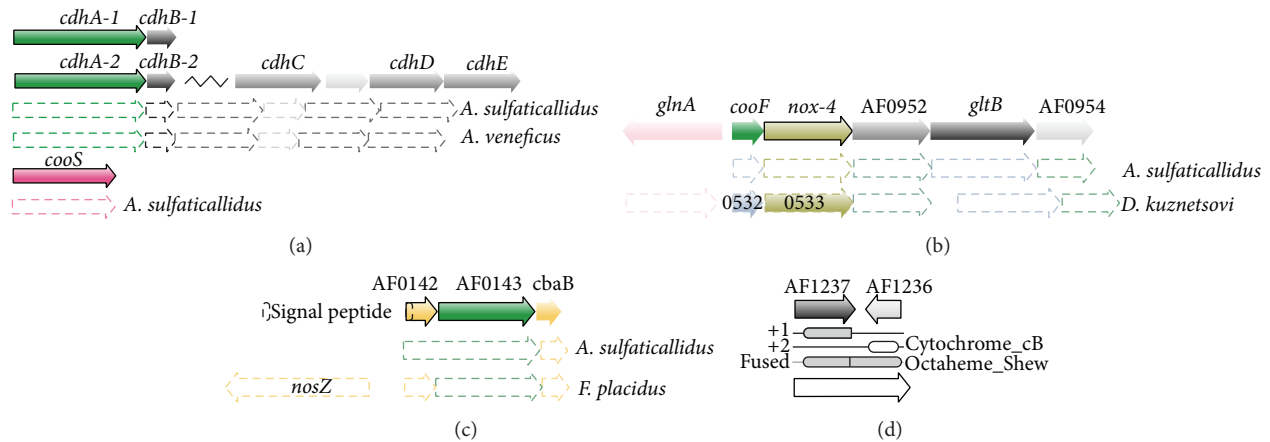 cdhA-1 cdhB-1
cdhA-2 cdhB-2 cdhC cdhD cdhE
A. sulfaticallidus
A. veneficus
cooS
A. sulfaticallidus
(a)
glnA cooF nox-4 AF0952 gltB AF0954
A. sulfaticallidus
0532 0533 D. kuznetsovi
(b)
AF0142 AF0143 cbaB
Signal peptide
A. sulfaticallidus
nosZ F. placidus
(c)
AF1237 AF1236
+1
+2 Cytochrome_cB
Fused Octaheme_Shew
(d)